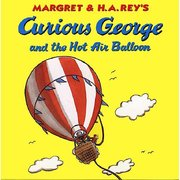 MARGRET & H.A.REY'S
Curious George
and the Hot Air Balloon